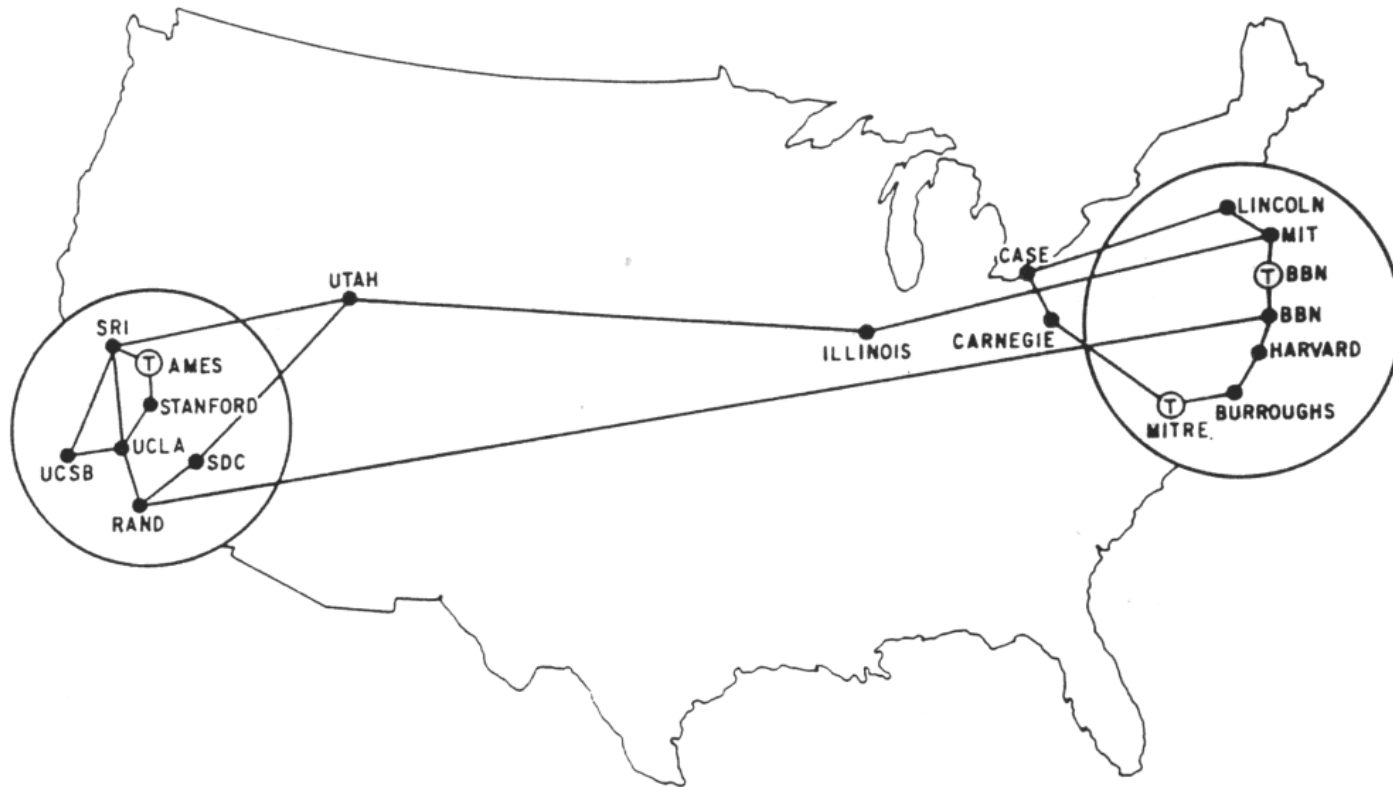 LINCOLN
MIT
CASE
T BBN
UTAH
BBN
SRI
ILLINOIS
CARNEGIE
HARVARD
T AMES
STANFORD
T
BURROUGHS
MITRE.
UCLA
UCSB
SDC
RAND